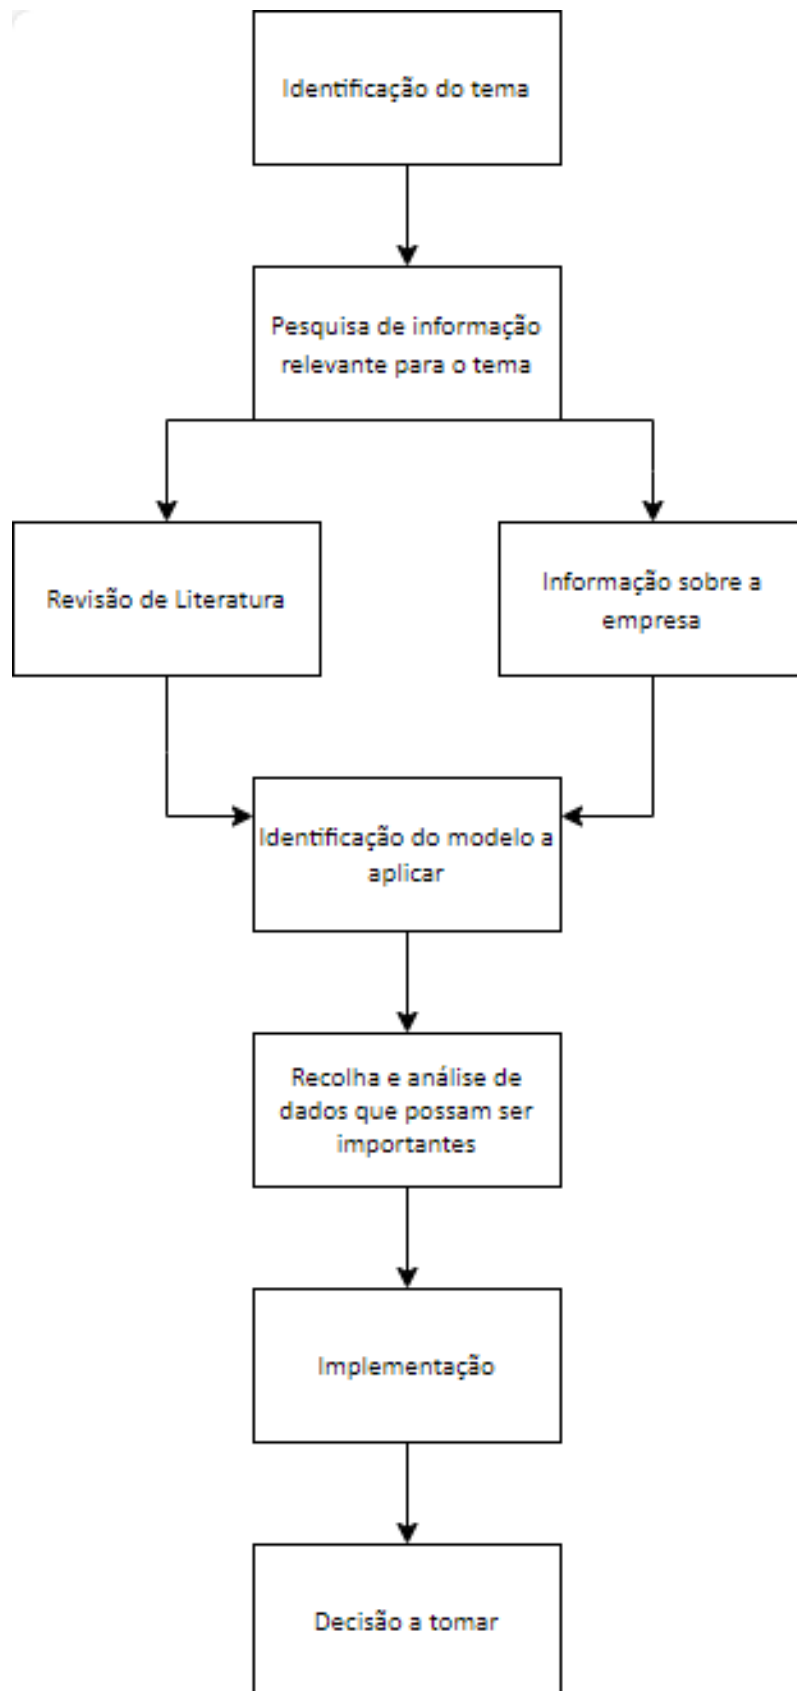 Identificação do tema
Pesquisa de informação
relevante para o tema
Revisão de Literatura
Informação sobre a
empresa
Identificação do modelo a
aplicar
Recolha e análise de
dados que possam ser
importantes
Implementação
Decisão a tomar